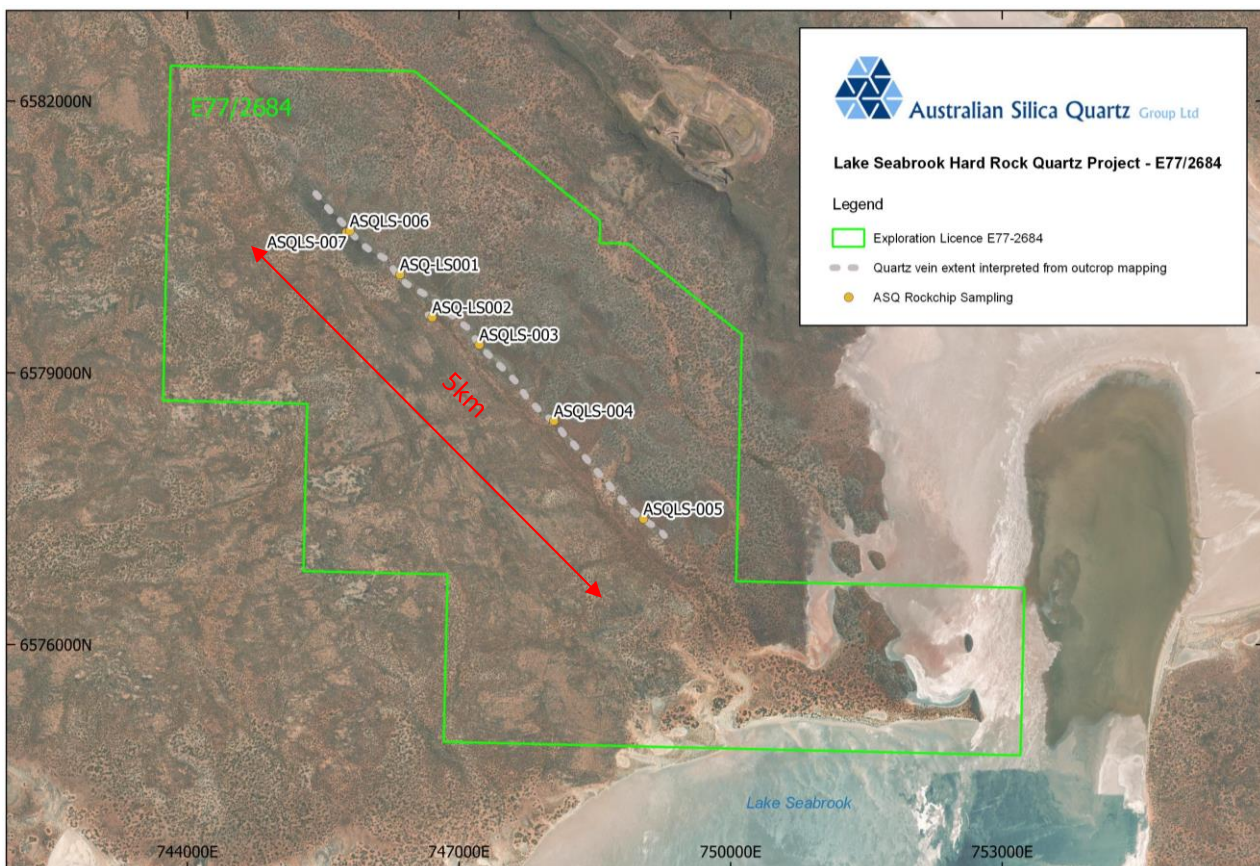 Australian Silica Quartz Group Ltd
Lake Seabrook Hard Rock Quartz Project - E77/2684
Legend
Exploration Licence E77-2684
Quartz vein extent interpreted from outcrop mapping
ASQ Rockchip Sampling
6582000N
E77/2684
ASQLS-006
ASQLS-007
ASQ-LS001
ASQ-LS002
ASQLS-003
6579000N
5km
ASQLS-004
ASQLS-005
6576000N
Lake Seabrook
744000E
747000E
750000E
753000E